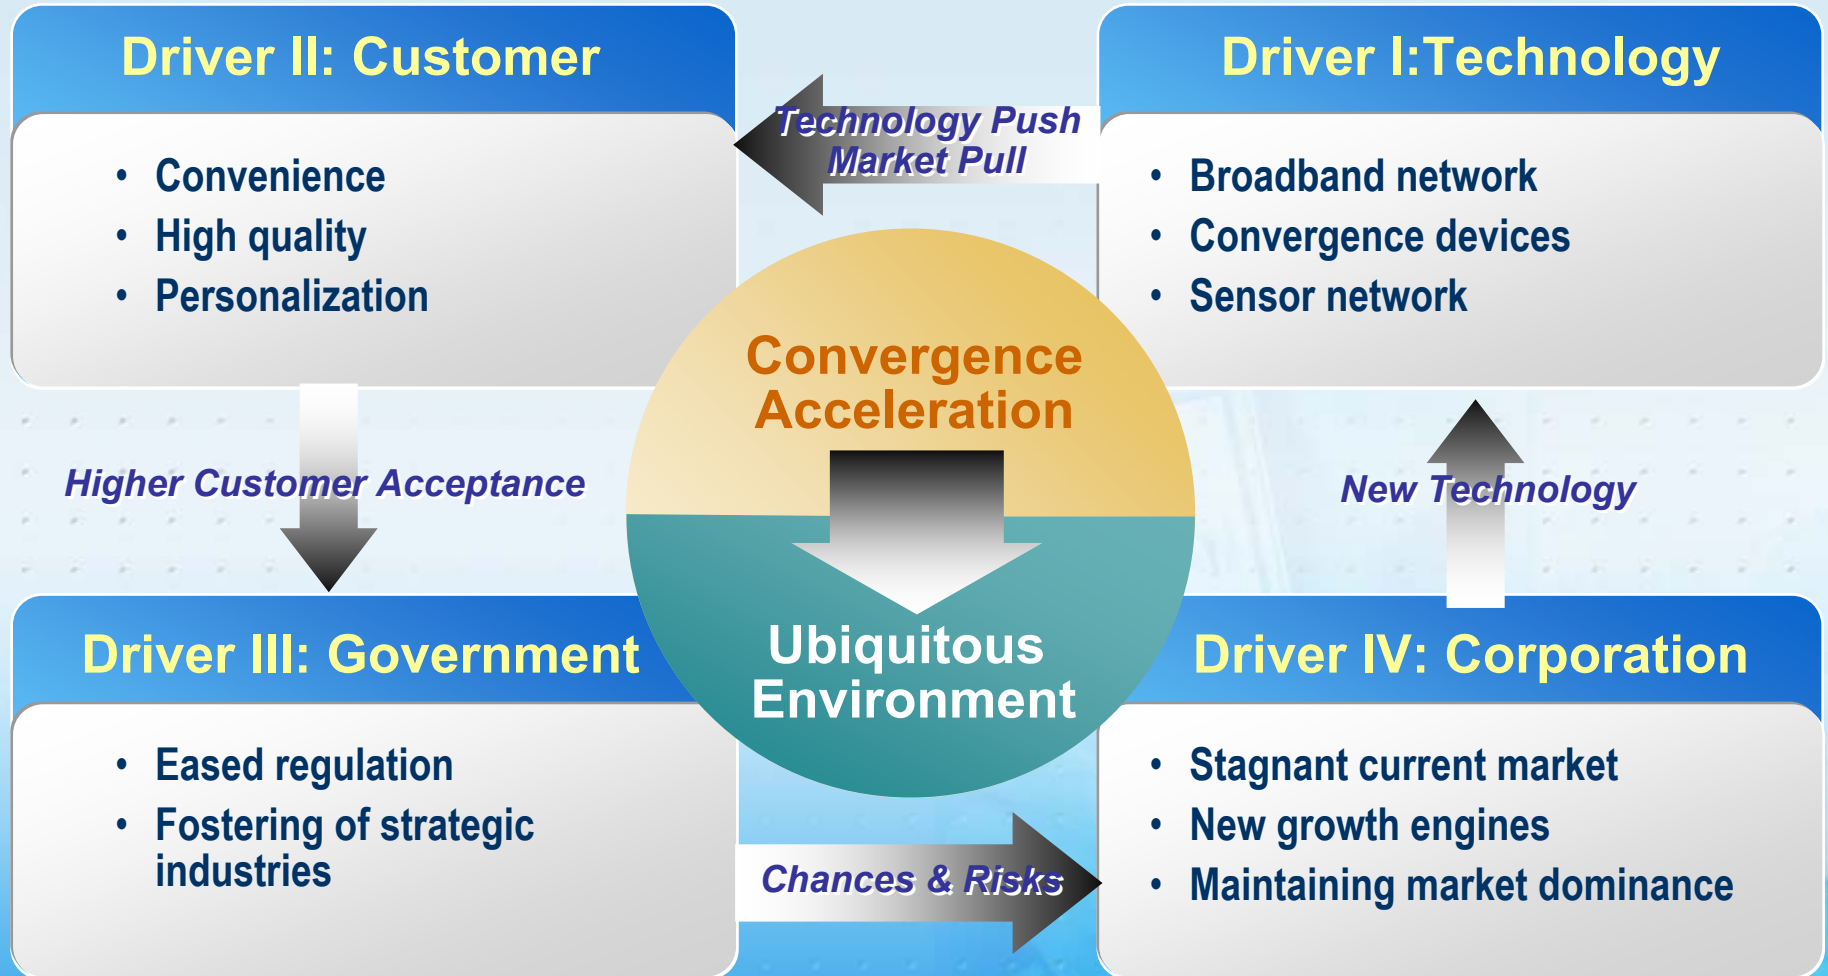 Driver II: Customer
• Convenience
• High quality
• Personalization
Technology Push
Market Pull
Driver I:Technology
• Broadband network
• Convergence devices
• Sensor network
Convergence
Acceleration
Higher Customer Acceptance
New Technology
Ubiquitous
Environment
Driver III: Government
• Eased regulation
• Fostering of strategic
industries
Chances & Risks
Driver IV: Corporation
• Stagnant current market
• New growth engines
• Maintaining market dominance